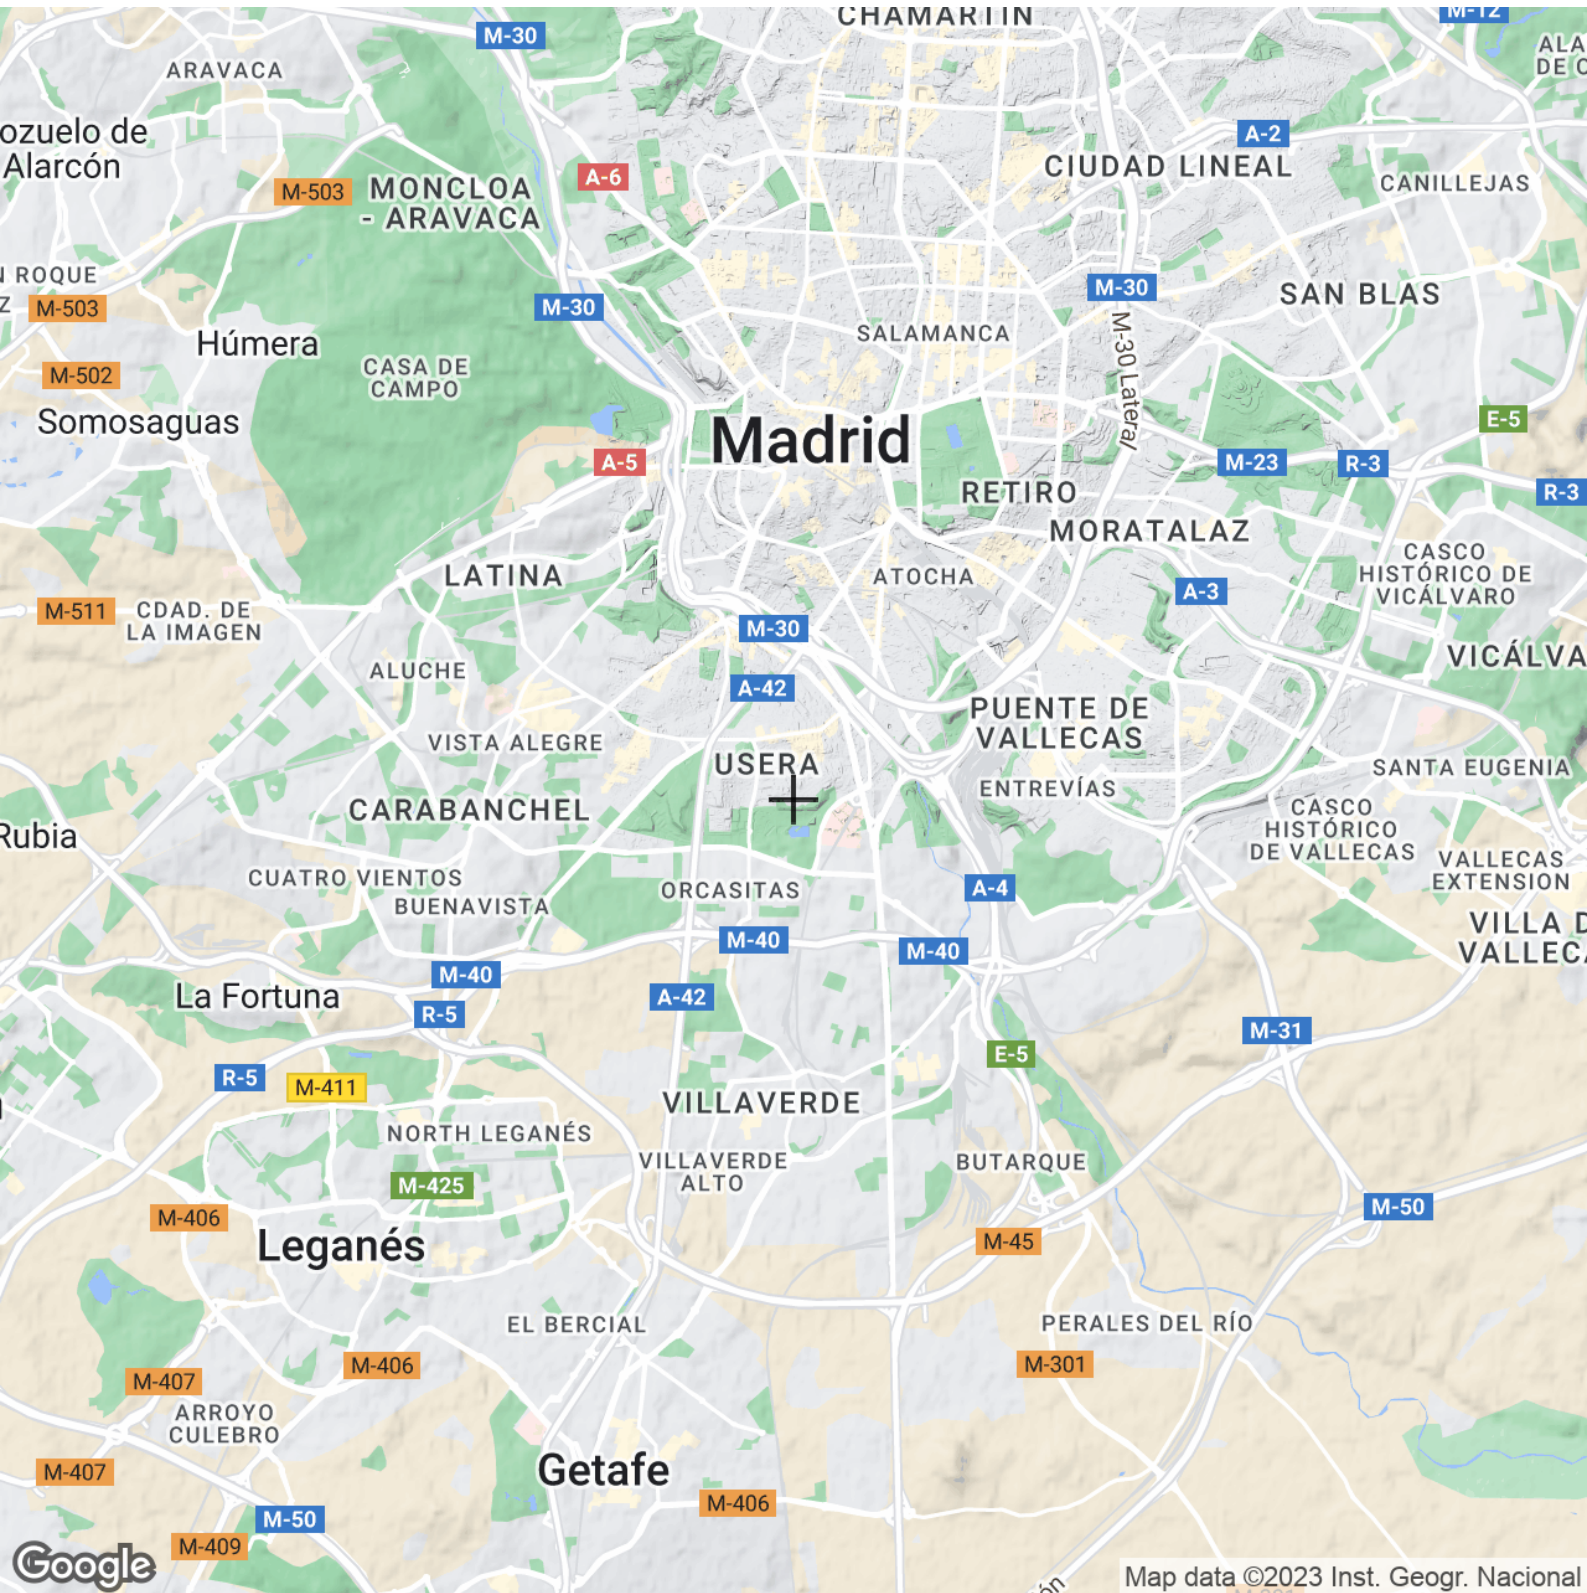 CHAMARTÍN
M-12
M-30
ARAVACA
A-2
CIUDAD LINEAL
ozuelo de
Alarcón
M-503
MONCLOA
- ARAVACA
A-6
CANILLEJAS
ROQUE
M-503
M-30
M-30
SAN BLAS
M-30 Lateral
SALAMANCA
Húmera
CASA DE
CAMPO
M-502
Somosaguas
Madrid
E-5
A-5
M-23
R-3
R-3
RETIRO
MORATALAZ
CASCO
HISTÓRICO DE
VICÁLVARO
LATINA
ATOCHA
A-3
M-511
CDAD. DE
LA IMAGEN
M-30
VICÁLVA
ALUCHE
A-42
PUENTE DE
VALLECAS
VISTA ALEGRE
USERA
SANTA EUGENIA
ENTREVÍAS
CARABANCHEL
CASCO
HISTÓRICO
DE VALLECAS
Rubia
VALLECAS
EXTENSION
CUATRO VIENTOS
BUENAVISTA
ORCASITAS
A-4
VILLA D
VALLECA
M-40
M-40
M-40
La Fortuna
A-42
R-5
M-31
E-5
R-5
M-411
VILLAVERDE
NORTH LEGANÉS
VILLAVERDE
ALTO
BUTARQUE
M-425
M-406
M-50
Leganés
M-45
EL BERCIAL
PERALES DEL RÍO
M-406
M-301
M-407
ARROYO
CULEBRO
M-407
Getafe
M-406
M-50
M-409
Google
Map data ©2023 Inst. Geogr. Nacional